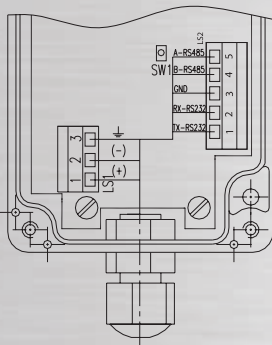 LS2
A-RS485
5
SW1
B-RS485
4
GND
3
RX-RS232
2
TX-RS232
1
3
2
(-)
1
(+)
LS1